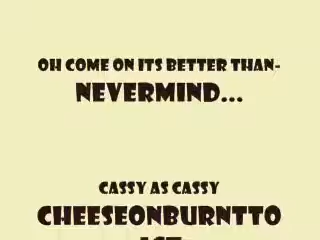 OH COME ON ITS BETTER THAN-
NEVERMIND...
CASSY AS CASSY
CHEESEONBURNTTO